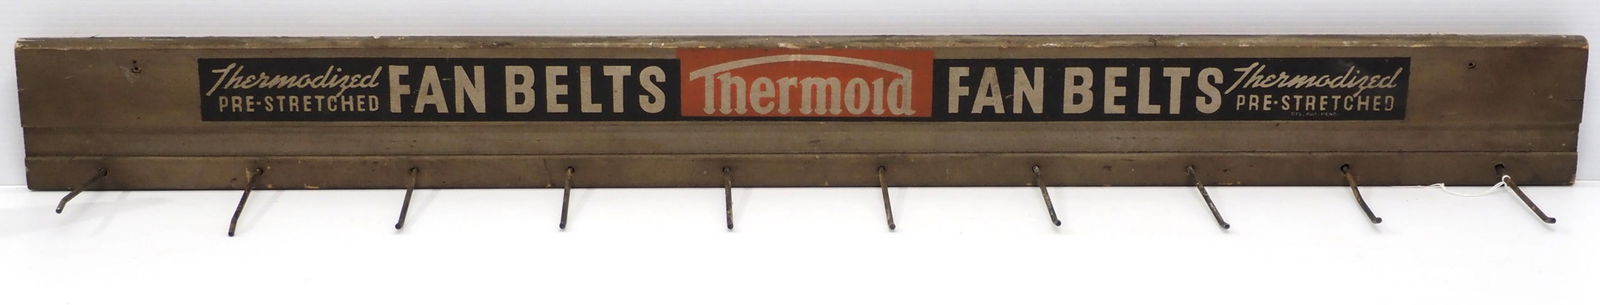 Thermodized
PRE-STRETCHED
FAN BELTS
Thermoid
FAN BELTS
Thermodized
PRE-STRETCHED